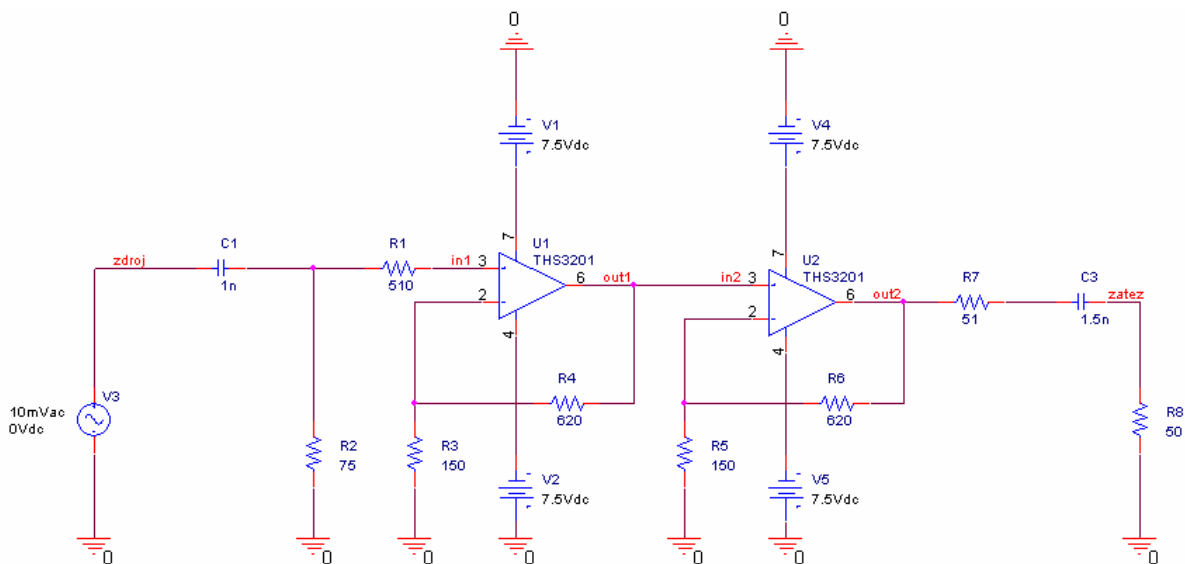 0
0
V1
7.5Vdc
V4
7.5Vdc
zdroj
C1
1n
R1
510
in1
7
U1
THS3201
3
2
6
4
out1
in2
7
U2
THS3201
3
2
6
4
out2
R7
51
C3
1.5n
zatez
R4
620
R6
620
V3
10mVac
0Vdc
R2
75
R3
150
V2
7.5Vdc
R5
150
V5
7.5Vdc
R8
50
0
0
0
0
0
0
0